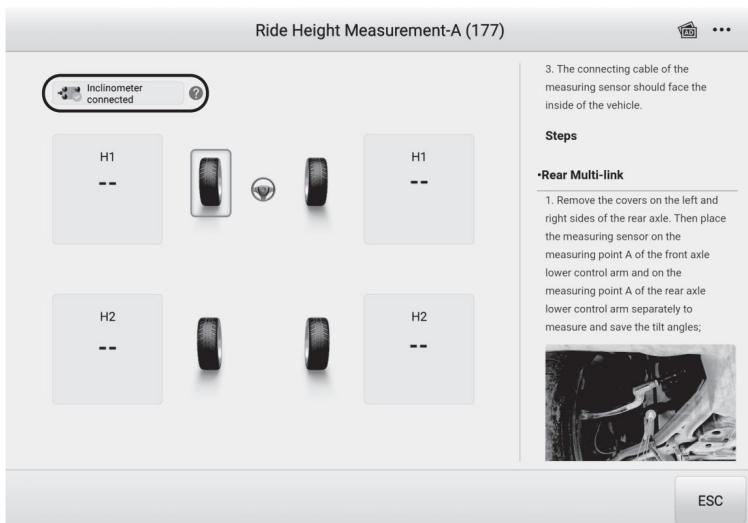 Ride Height Measurement-A (177)
AD
Inclinometer
connected
?
H1
--
H1
--
H2
--
H2
--
3. The connecting cable of the
measuring sensor should face the
inside of the vehicle.
Steps
•Rear Multi-link
1. Remove the covers on the left and
right sides of the rear axle. Then place
the measuring sensor on the
measuring point A of the front axle
lower control arm and on the
measuring point A of the rear axle
lower control arm separately to
measure and save the tilt angles;
A
ESC